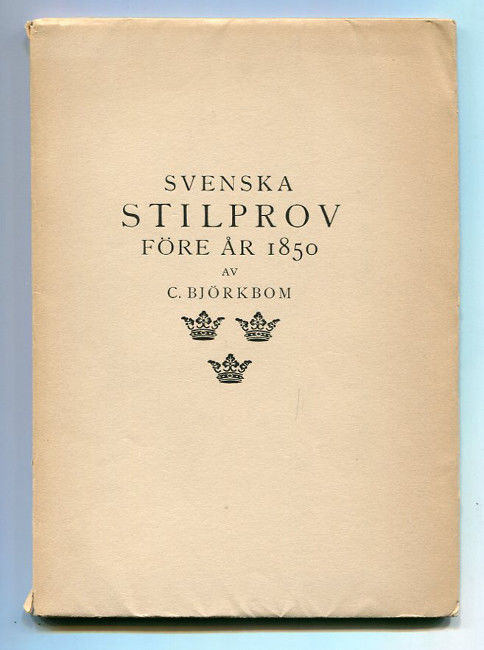 SVENSKA
STILPROV
FÖRE ÅR 1850
AV
C. BJÖRKBOM